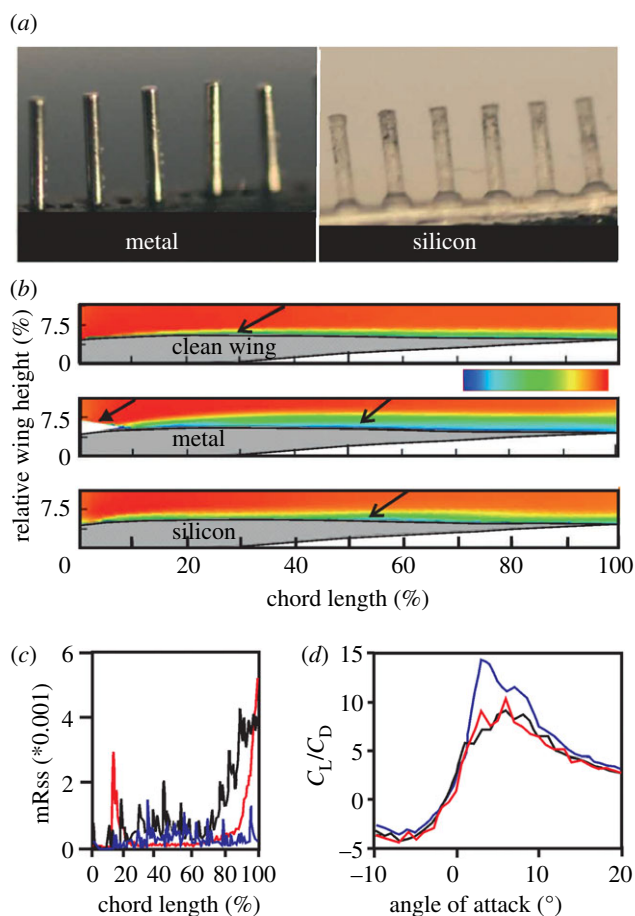 (a)
metal silicon
(b)
relative wing height (%)
7.5
0
clean wing
7.5
0
metal
7.5
silicon
0 20 40 60 80 100
chord length (%)
(c)
mRss (*0.001)
6
4
2
0
0 20 40 60 80 100
chord length (%)
(d)
C_L/C_D
15
10
5
0
−5
−10 0 10 20
angle of attack (°)